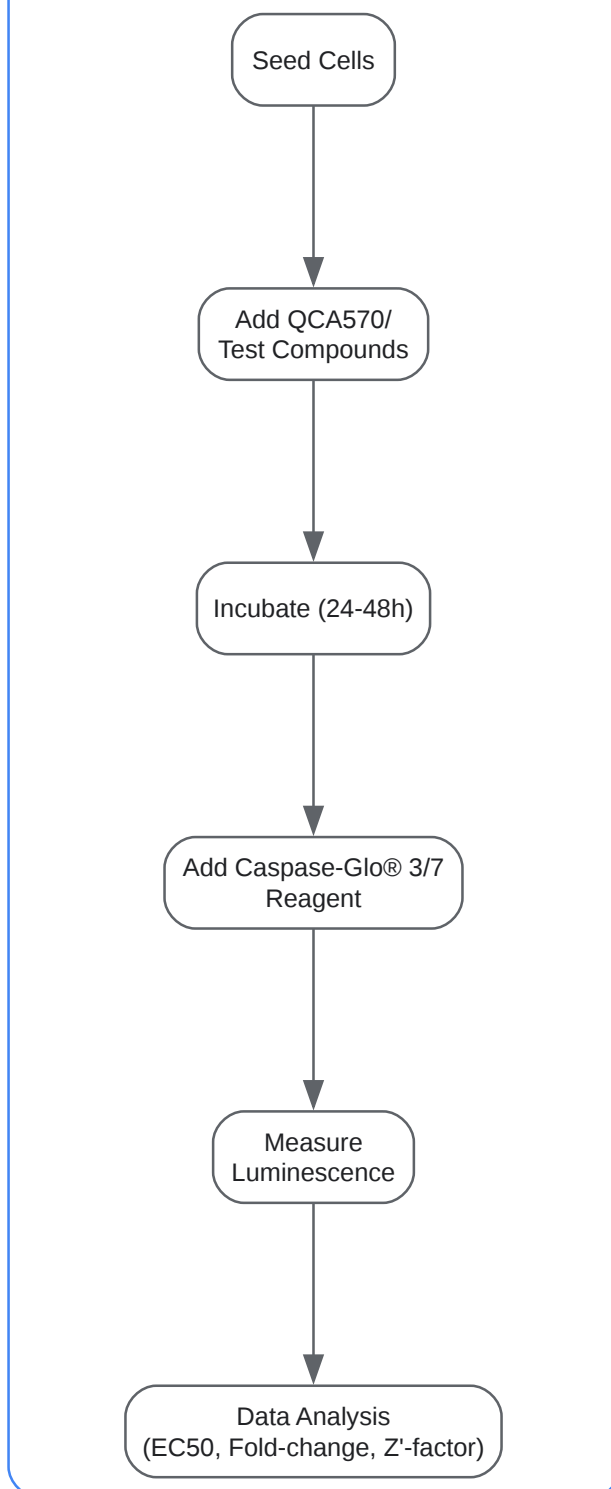 Seed Cells
Add QCA570/
Test Compounds
Incubate (24-48h)
Add Caspase-Glo® 3/7
Reagent
Measure
Luminescence
Data Analysis
(EC50, Fold-change, Z'-factor)